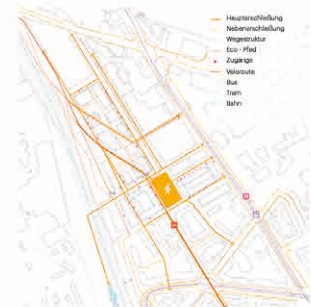 Haupterschließung
Nebenerschließung
Wegestruktur
Eco - Pfad
Zugänge
Veloroute
Bus
Tram
Bahn